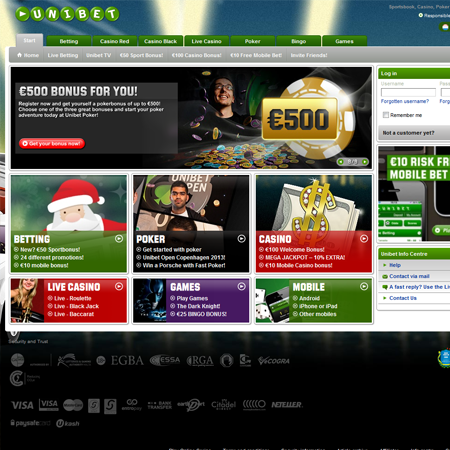 UNIBET
Sportsbook, Casino, Poker
Responsible
Start Betting Casino Red Casino Black Live Casino Poker Bingo Games
Home Live Betting Unibet TV €50 Sport Bonus! €100 Casino Bonus! €10 Free Mobile Bet! Invite Friends!
€500 BONUS FOR YOU!
Register now and get yourself a pokerbonus of up to €500!
Choose one of the three great bonuses and start your poker
adventure today at Unibet Poker!
Get your bonus now!
€500
Log in
Username
Forgotten username?
Remember me
Not a customer yet?
€10 RISK FR
MOBILE BET
UNIBET
OPEN
BETTING
New? €50 Sportbonus!
24 different promotions!
€10 mobile bonus!
POKER
Get started with poker
Unibet Open Copenhagen 2013!
Win a Porsche with Fast Poker!
CASINO
€100 Welcome Bonus!
MEGA JACKPOT – 10% EXTRA!
€10 Mobile Casino bonus!
Unibet Info Centre
Help
Contact via mail
A fast reply? Use the Li
Contact Us
LIVE CASINO
Live - Roulette
Live - Black Jack
Live - Baccarat
GAMES
Play Games
The Dark Knight!
€25 BINGO BONUS!
MOBILE
Android
iPhone or iPad
Other mobiles
Security and Trust
EGBA ESSA RGA eCOGRA
VISA VISA BANK TRANSFER Citadel NETELLER
paysafecard Ukash